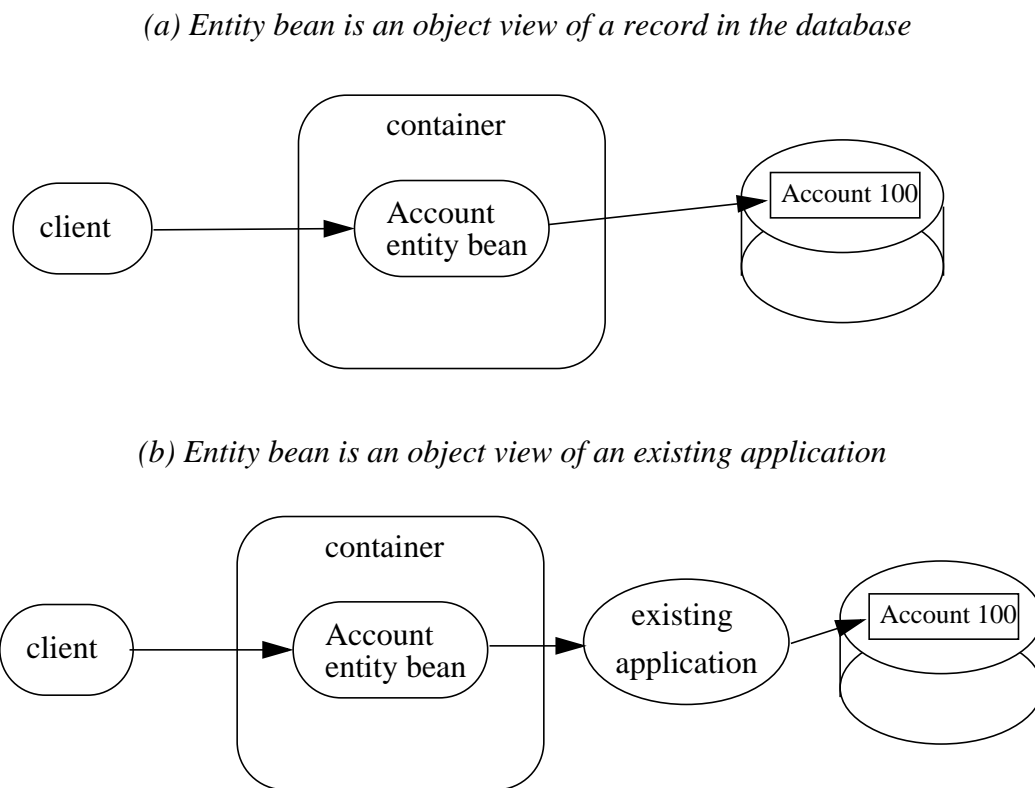 (a) Entity bean is an object view of a record in the database
container
client
Account
entity bean
Account 100
(b) Entity bean is an object view of an existing application
container
client
Account
entity bean
existing
application
Account 100